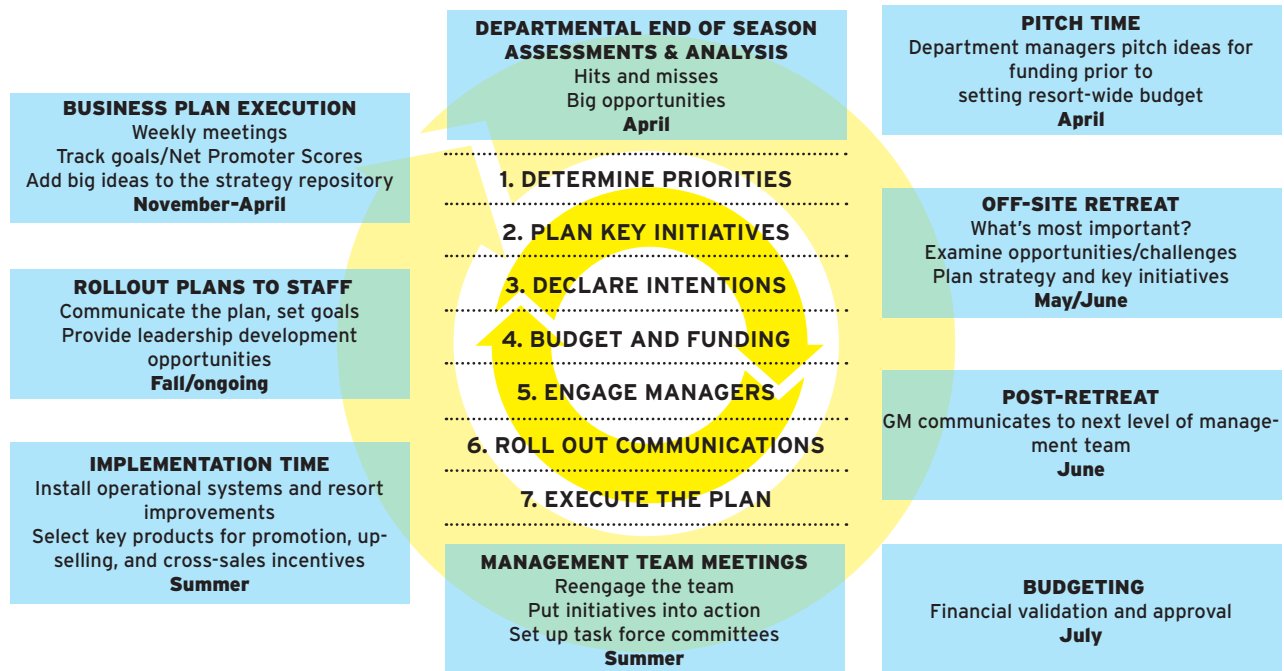 DEPARTMENTAL END OF SEASON
ASSESSMENTS & ANALYSIS
Hits and misses
Big opportunities
April
PITCH TIME
Department managers pitch ideas for
funding prior to
setting resort-wide budget
April
OFF-SITE RETREAT
What's most important?
Examine opportunities/challenges
Plan strategy and key initiatives
May/June
POST-RETREAT
GM communicates to next level of manage-
ment team
June
BUDGETING
Financial validation and approval
July
MANAGEMENT TEAM MEETINGS
Reengage the team
Put initiatives into action
Set up task force committees
Summer
IMPLEMENTATION TIME
Install operational systems and resort
improvements
Select key products for promotion, up-
selling, and cross-sales incentives
Summer
ROLLOUT PLANS TO STAFF
Communicate the plan, set goals
Provide leadership development
opportunities
Fall/ongoing
BUSINESS PLAN EXECUTION
Weekly meetings
Track goals/Net Promoter Scores
Add big ideas to the strategy repository
November-April
1. DETERMINE PRIORITIES
2. PLAN KEY INITIATIVES
3. DECLARE INTENTIONS
4. BUDGET AND FUNDING
5. ENGAGE MANAGERS
6. ROLL OUT COMMUNICATIONS
7. EXECUTE THE PLAN